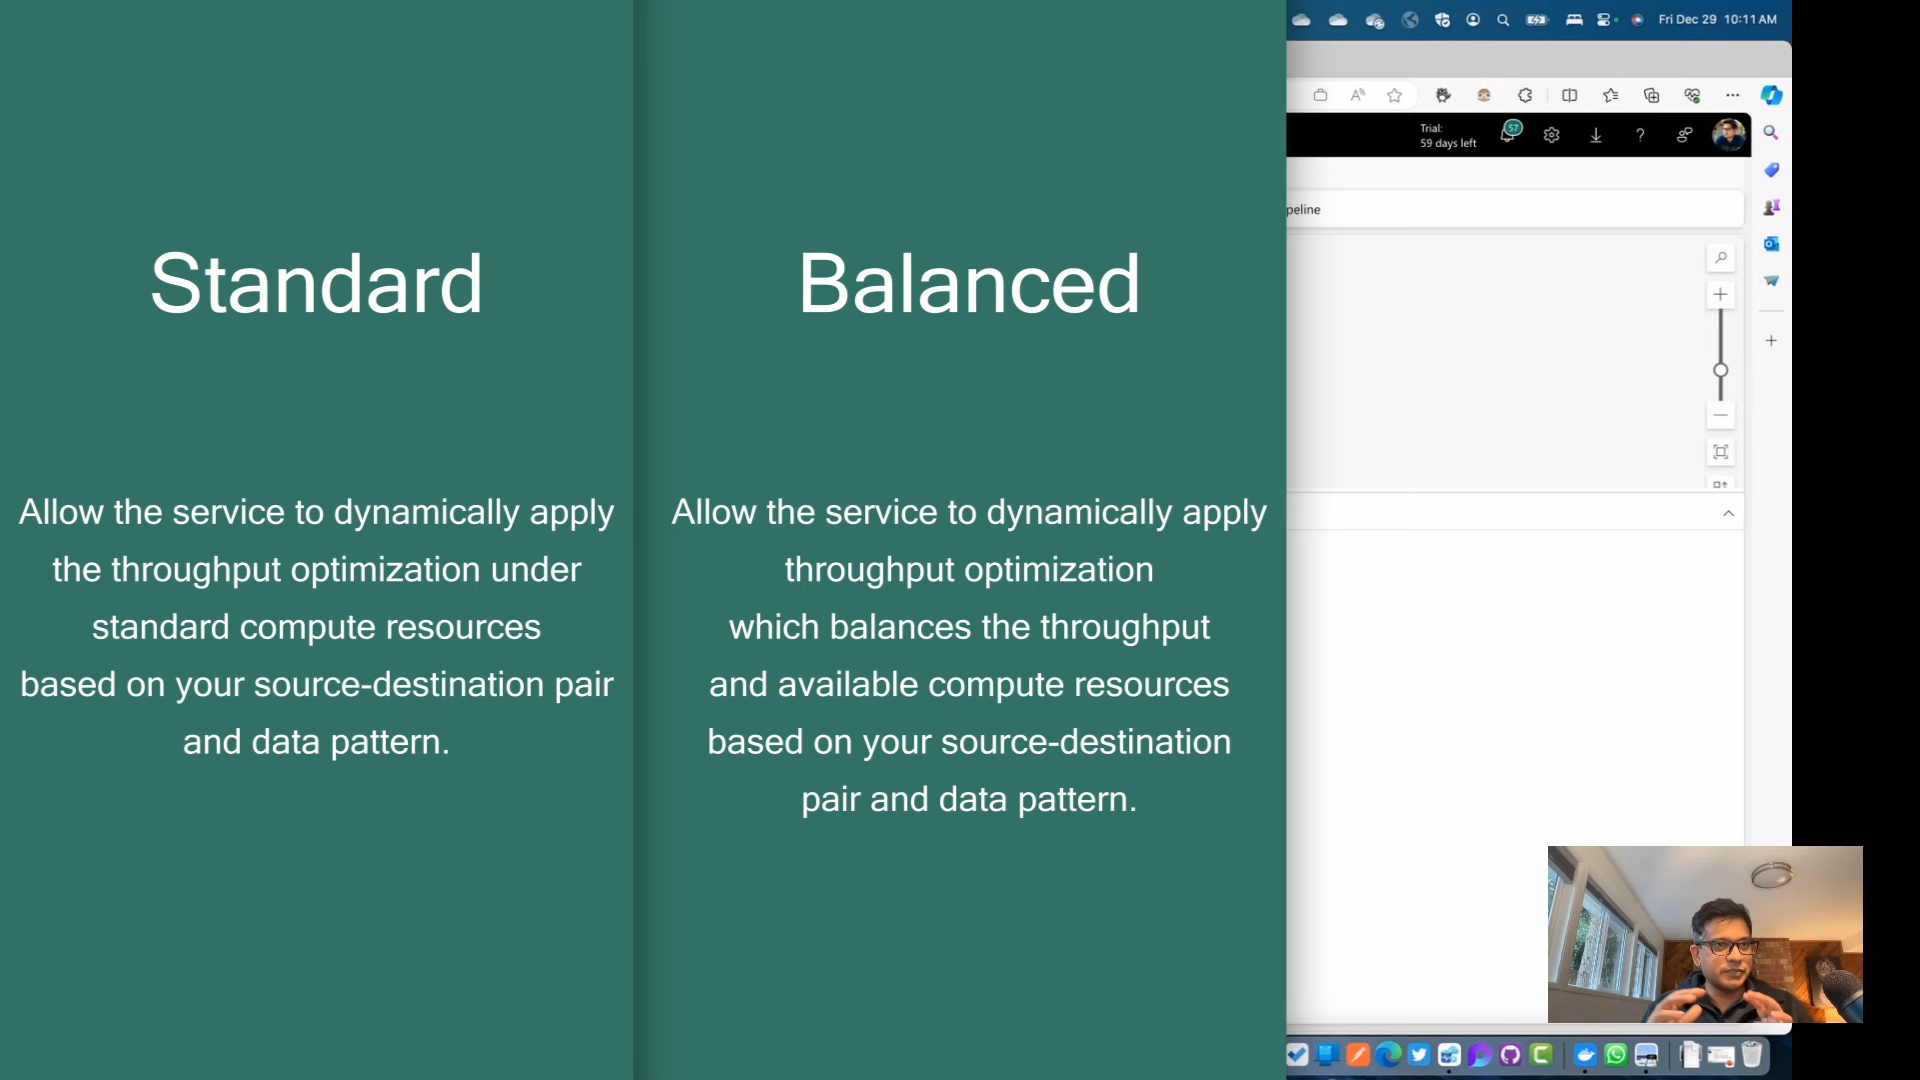 Standard
Allow the service to dynamically apply
the throughput optimization under
standard compute resources
based on your source-destination pair
and data pattern.
Balanced
Allow the service to dynamically apply
throughput optimization
which balances the throughput
and available compute resources
based on your source-destination
pair and data pattern.
Fri Dec 29 10:11 AM
Trial:
59 days left
57
peline